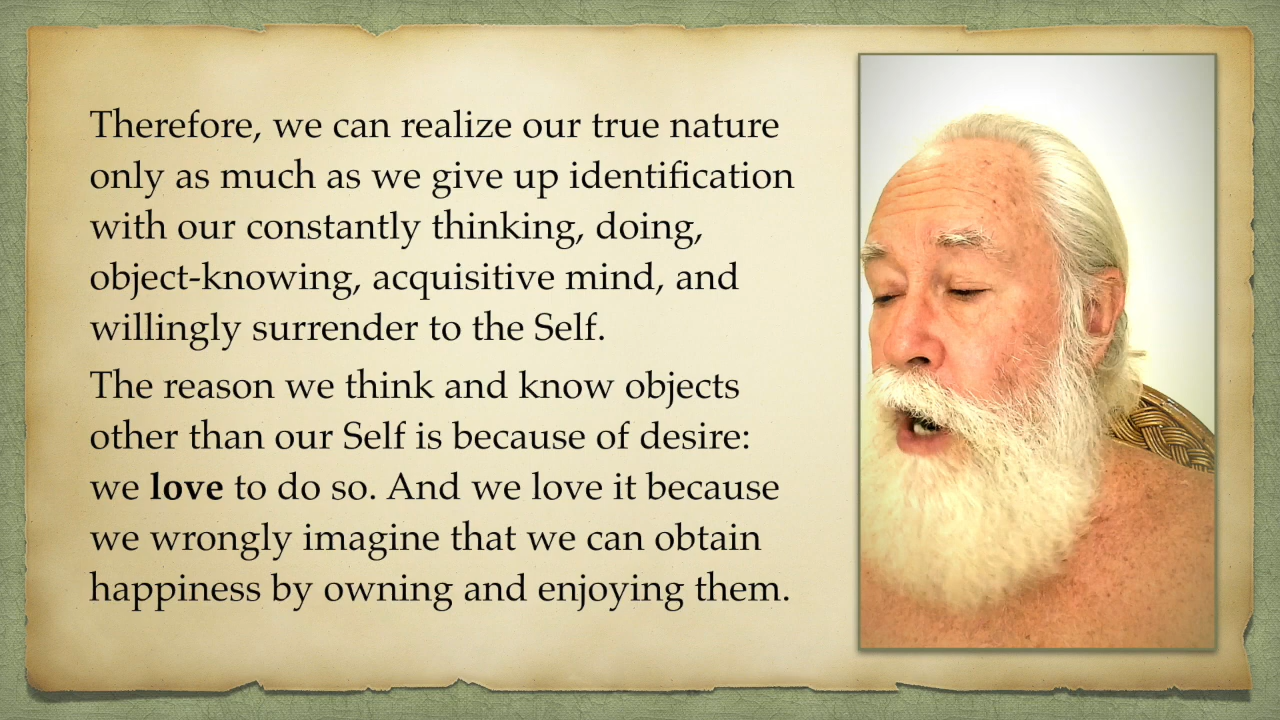 Therefore, we can realize our true nature
only as much as we give up identification
with our constantly thinking, doing,
object-knowing, acquisitive mind, and
willingly surrender to the Self.
The reason we think and know objects
other than our Self is because of desire:
we love to do so. And we love it because
we wrongly imagine that we can obtain
happiness by owning and enjoying them.